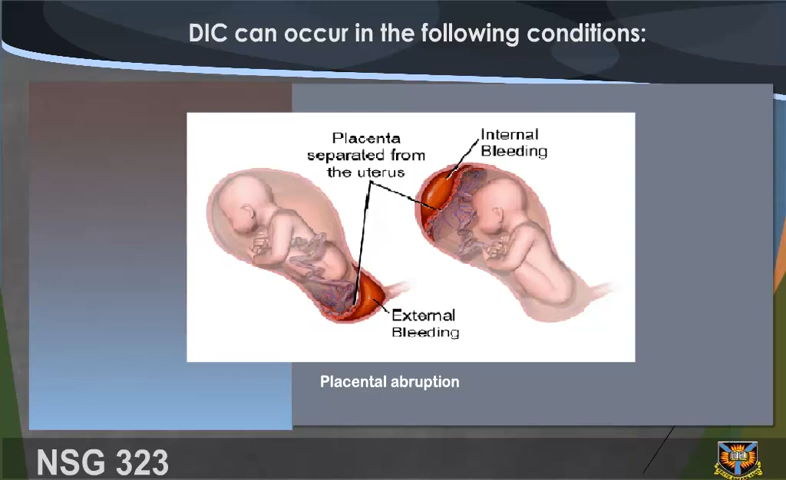 DIC can occur in the following conditions:
Placenta
separated from
the uterus
Internal
Bleeding
External
Bleeding
Placental abruption
NSG 323